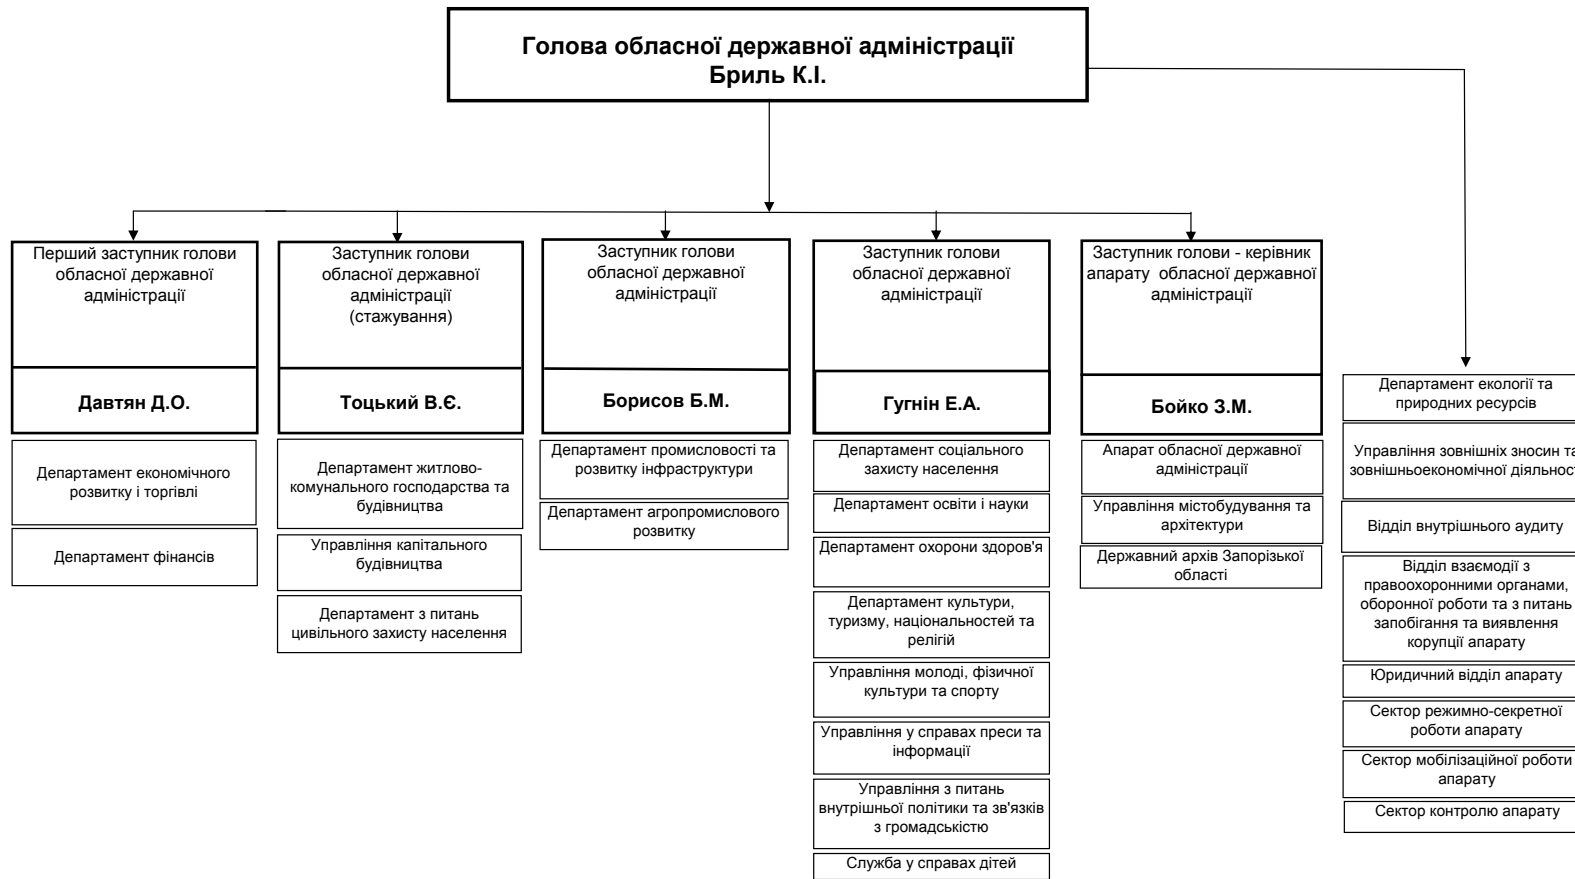 Голова обласної державної адміністрації
Бриль К.І.
Перший заступник голови
обласної державної
адміністрації
Давтян Д.О.
Департамент економічного
розвитку і торгівлі
Департамент фінансів
Заступник голови
обласної державної
адміністрації
(стажування)
Тоцький В.Є.
Департамент житлово-
комунального господарства та
будівництва
Управління капітального
будівництва
Департамент з питань
цивільного захисту населення
Заступник голови
обласної державної
адміністрації
Борисов Б.М.
Департамент промисловості та
розвитку інфраструктури
Департамент агропромислового
розвитку
Заступник голови
обласної державної
адміністрації
Гугнін Е.А.
Департамент соціального
захисту населення
Департамент освіти і науки
Департамент охорони здоров'я
Департамент культури,
туризму, національностей та
релігій
Управління молоді, фізичної
культури та спорту
Управління у справах преси та
інформації
Управління з питань
внутрішньої політики та зв'язків
з громадськістю
Служба у справах дітей
Заступник голови - керівник
апарату обласної державної
адміністрації
Бойко З.М.
Апарат обласної державної
адміністрації
Управління містобудування та
архітектури
Державний архів Запорізької
області
Департамент екології та
природних ресурсів
Управління зовнішніх зносин та
зовнішньоекономічної діяльност
Відділ внутрішнього аудиту
Відділ взаємодії з
правоохоронними органами,
оборонної роботи та з питань
запобігання та виявлення
корупції апарату
Юридичний відділ апарату
Сектор режимно-секретної
роботи апарату
Сектор мобілізаційної роботи
апарату
Сектор контролю апарату